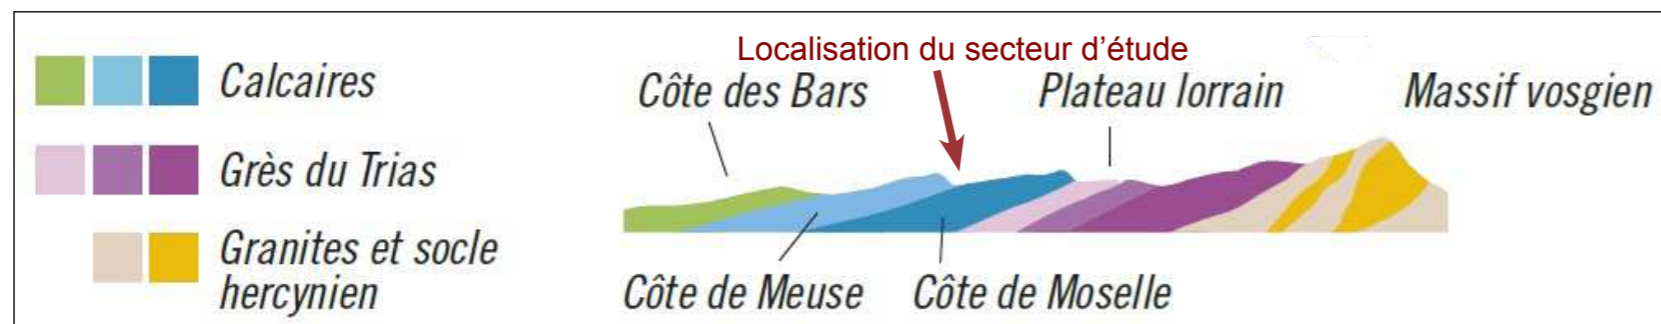 Calcaires
Grès du Trias
Granites et socle
hercynien
Localisation du secteur d’étude
Côte des Bars
Plateau lorrain
Massif vosgien
Côte de Meuse
Côte de Moselle